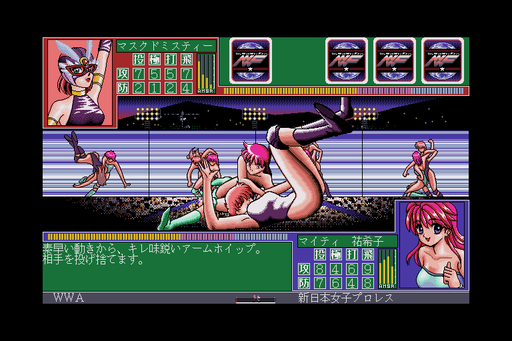 マスクドミスティー
投極打飛
攻7557
防2124
AMBR
素早い動きから、キレ味鋭いアームホイップ。
相手を投げ捨てます。
マイティ 祐希子
投極打飛
攻8469
防7648
WWA
新日本女子プロレス